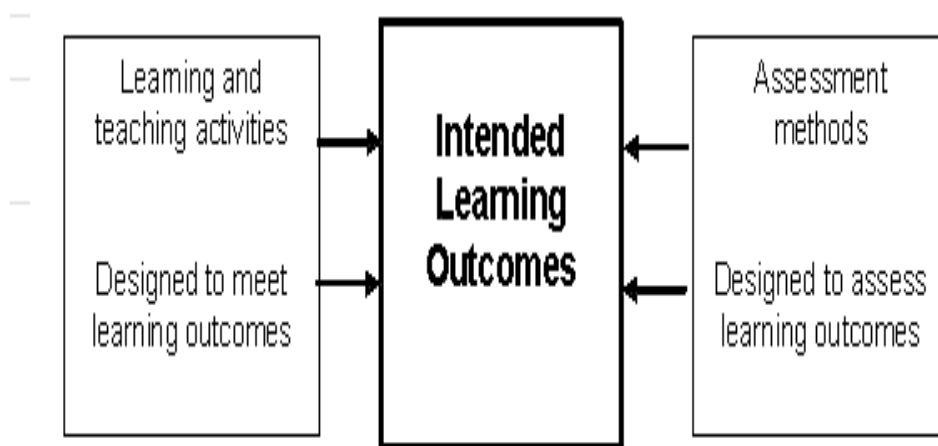 Learning and
teaching activities
Designed to meet
learning outcomes
Intended
Learning
Outcomes
Assessment
methods
Designed to assess
learning outcomes